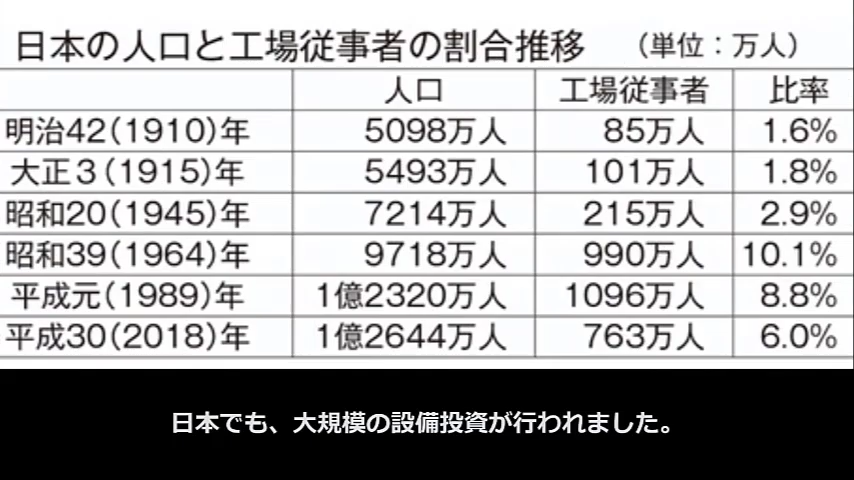 日本の人口と工場従事者の割合推移 （単位：万人）
人口 工場従事者 比率
明治42（1910）年 5098万人 85万人 1.6%
大正３（1915）年 5493万人 101万人 1.8%
昭和20（1945）年 7214万人 215万人 2.9%
昭和39（1964）年 9718万人 990万人 10.1%
平成元（1989）年 1億2320万人 1096万人 8.8%
平成30（2018）年 1億2644万人 763万人 6.0%
日本でも、大規模の設備投資が行われました。